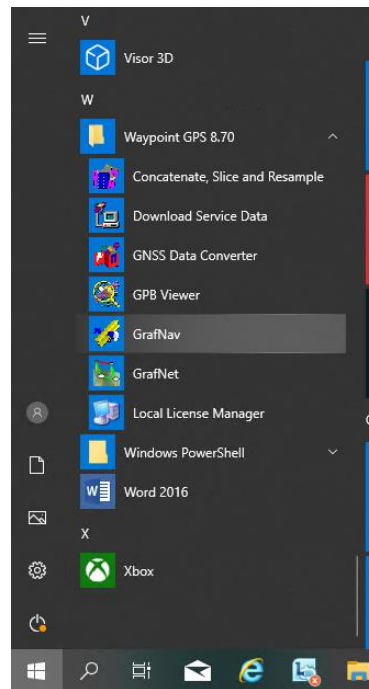 V
Visor 3D
W
Waypoint GPS 8.70
Concatenate, Slice and Resample
Download Service Data
GNSS Data Converter
GPB Viewer
GrafNav
GrafNet
Local License Manager
Windows PowerShell
Word 2016
X
Xbox